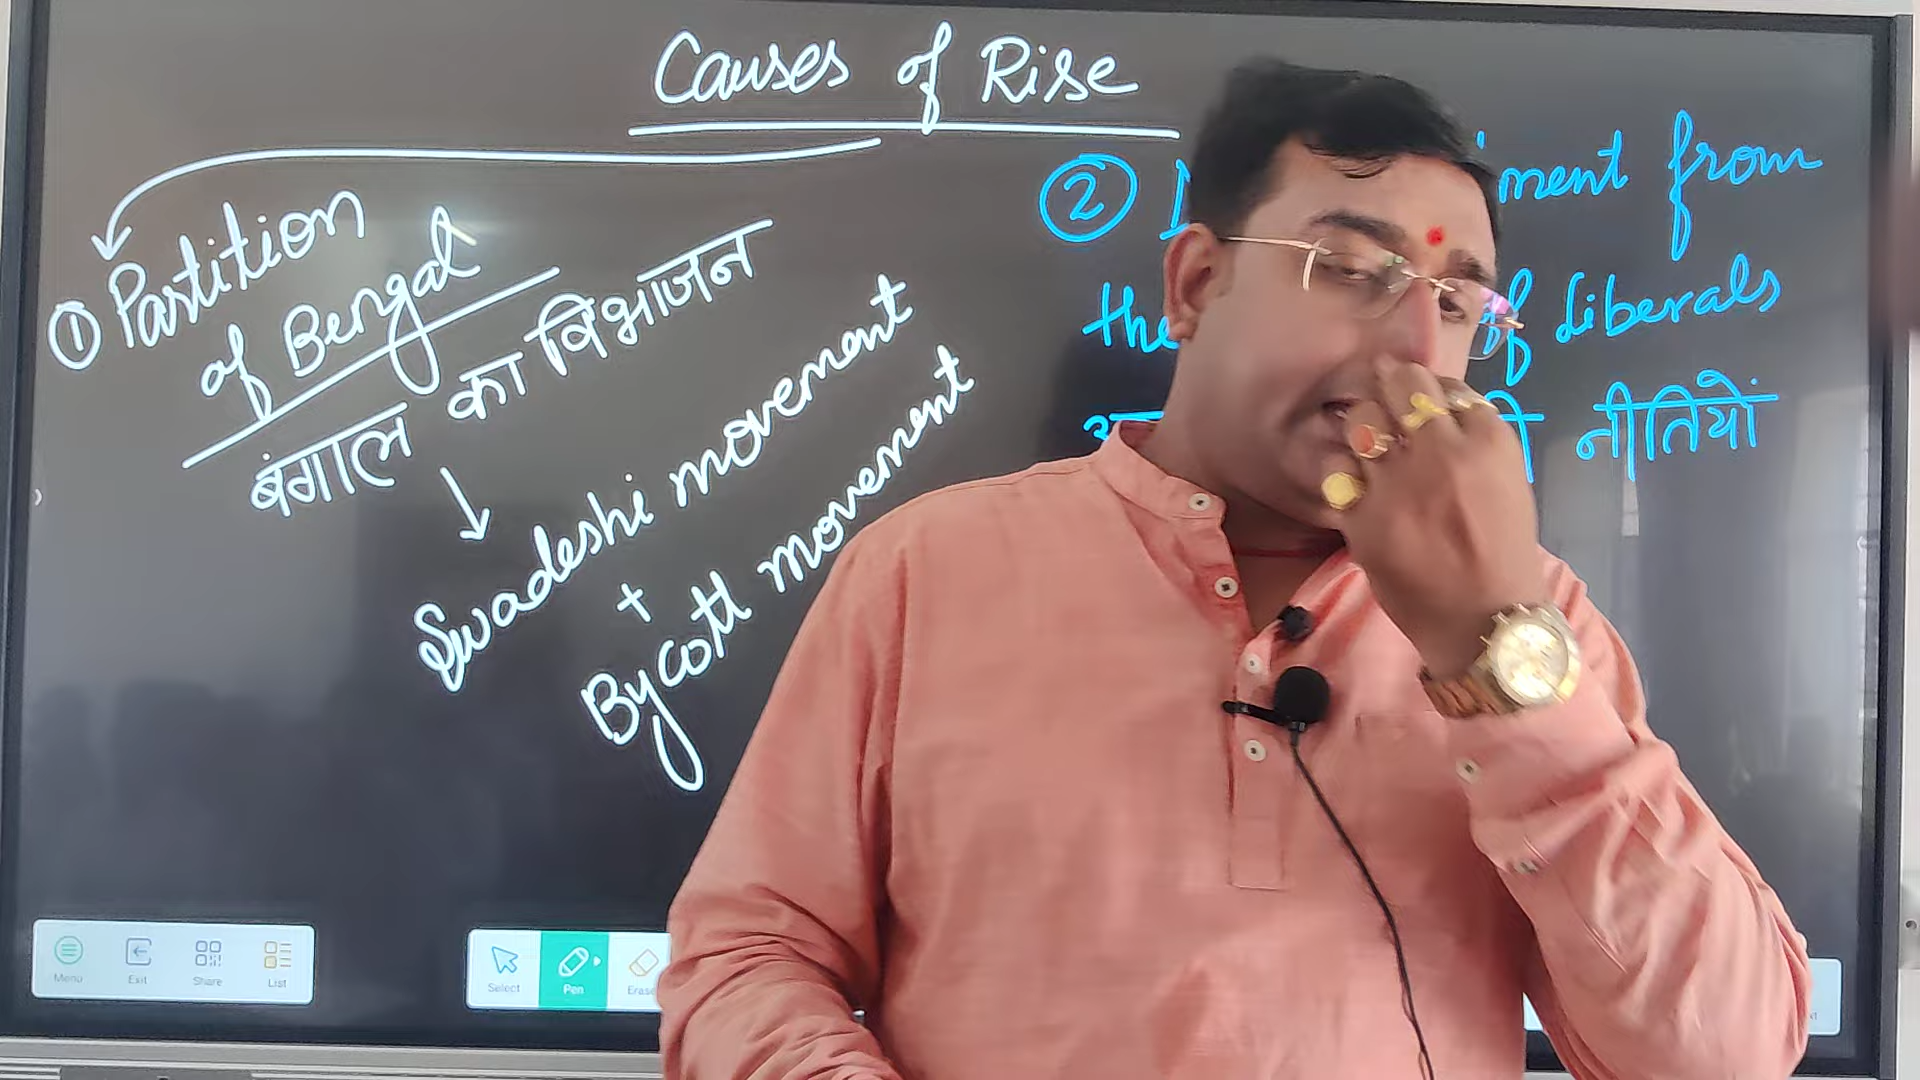 Causes of Rise
① Partition
of Bengal
बंगाल का विभाजन
↓
Swadeshi movement
+
Bycott movement
② from
the of Liberals
नीतियों
Menu
Exit
Share
List
Select
Pen